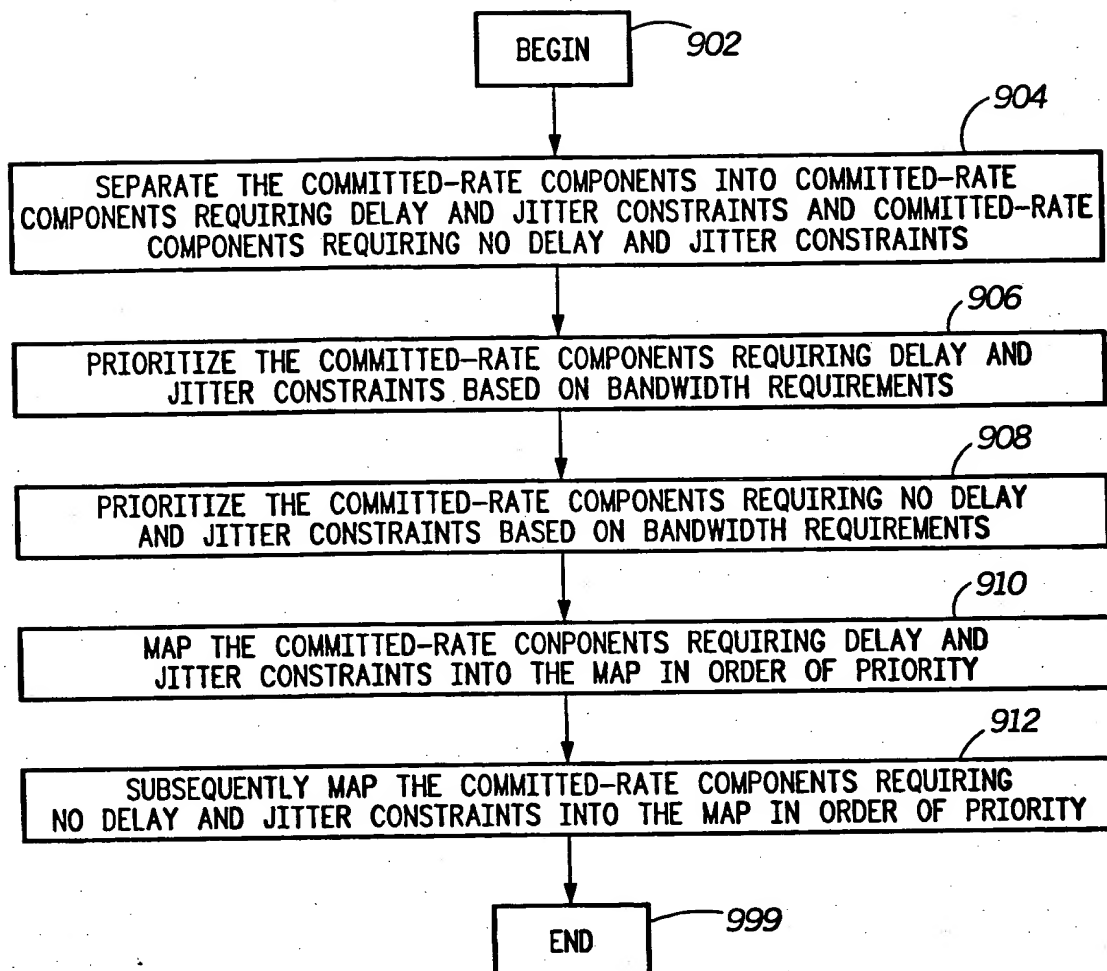 BEGIN
902
904
SEPARATE THE COMMITTED-RATE COMPONENTS INTO COMMITTED-RATE
COMPONENTS REQUIRING DELAY AND JITTER CONSTRAINTS AND COMMITTED-RATE
COMPONENTS REQUIRING NO DELAY AND JITTER CONSTRAINTS
906
PRIORITIZE THE COMMITTED-RATE COMPONENTS REQUIRING DELAY AND
JITTER CONSTRAINTS BASED ON BANDWIDTH REQUIREMENTS
908
PRIORITIZE THE COMMITTED-RATE COMPONENTS REQUIRING NO DELAY
AND JITTER CONSTRAINTS BASED ON BANDWIDTH REQUIREMENTS
910
MAP THE COMMITTED-RATE CONPONENTS REQUIRING DELAY AND
JITTER CONSTRAINTS INTO THE MAP IN ORDER OF PRIORITY
912
SUBSEQUENTLY MAP THE COMMITTED-RATE COMPONENTS REQUIRING
NO DELAY AND JITTER CONSTRAINTS INTO THE MAP IN ORDER OF PRIORITY
END
999